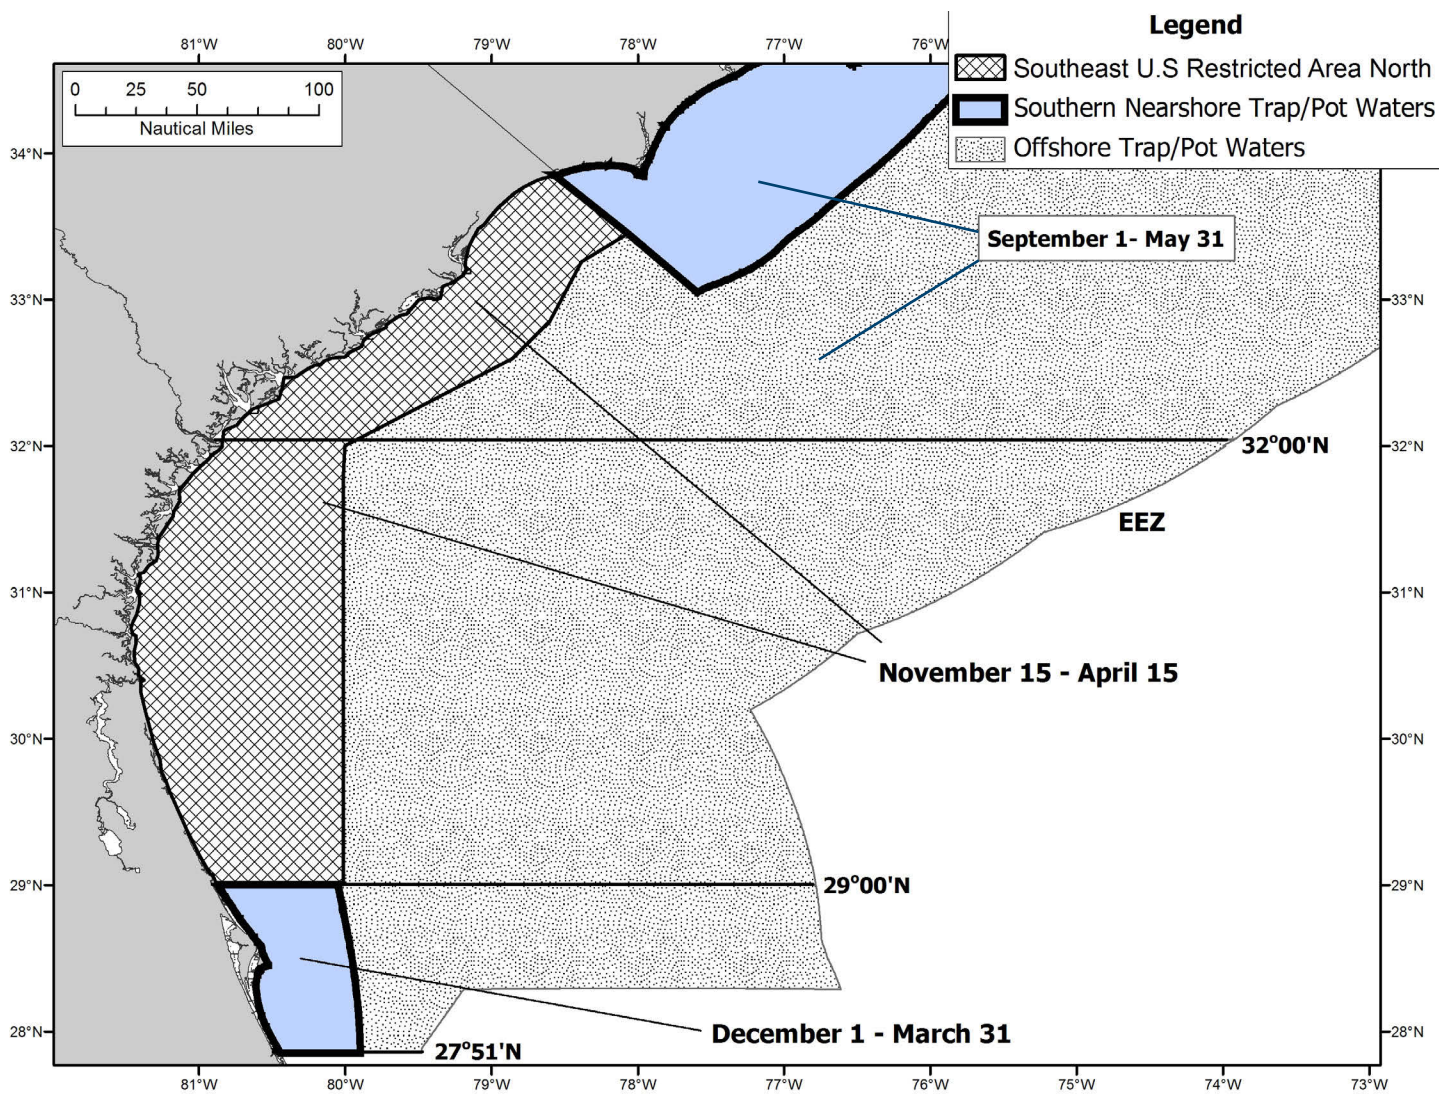 Legend
Southeast U.S Restricted Area North
Southern Nearshore Trap/Pot Waters
Offshore Trap/Pot Waters
81°W
80°W
79°W
78°W
77°W
76°W
0 25 50 100
Nautical Miles
34°N
September 1- May 31
33°N
33°N
32°N
32°00'N
32°N
EEZ
31°N
31°N
November 15 - April 15
30°N
30°N
29°N
29°00'N
29°N
28°N
December 1 - March 31
28°N
27°51'N
81°W
80°W
79°W
78°W
77°W
76°W
75°W
74°W
73°W